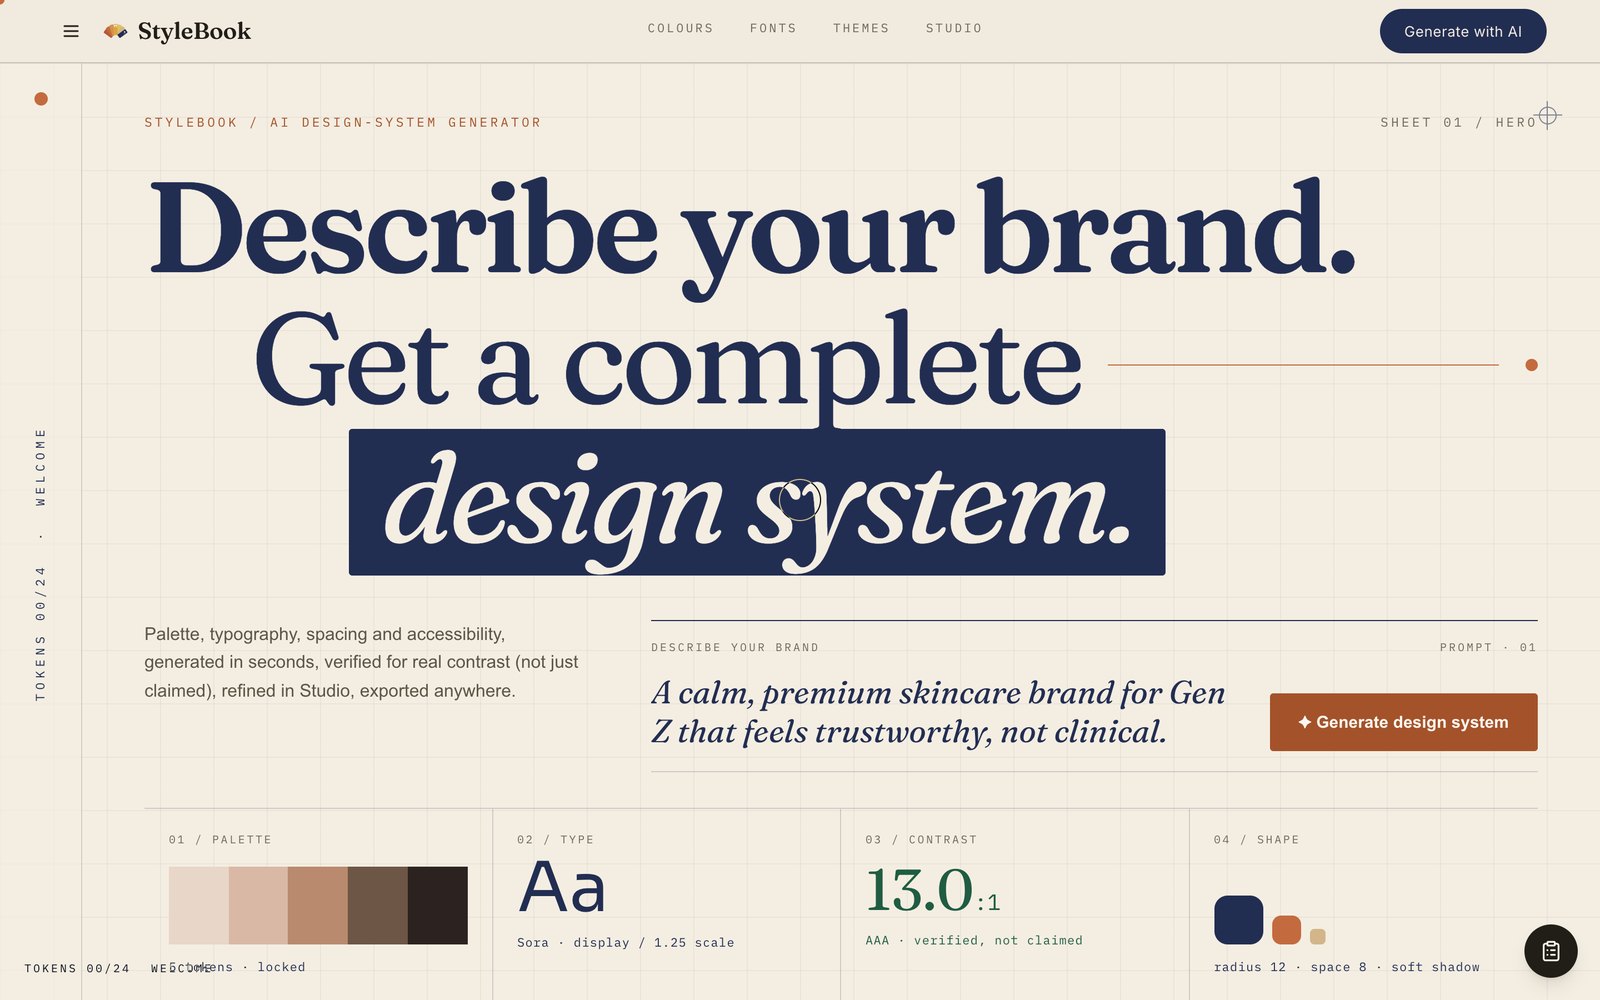 StyleBook
COLOURS FONTS THEMES STUDIO
Generate with AI
STYLEBOOK / AI DESIGN-SYSTEM GENERATOR
SHEET 01 / HERO
Describe your brand.
Get a complete
design system.
TOKENS 00/24 · WELCOME
Palette, typography, spacing and accessibility,
generated in seconds, verified for real contrast (not just
claimed), refined in Studio, exported anywhere.
DESCRIBE YOUR BRAND
PROMPT · 01
A calm, premium skincare brand for Gen
Z that feels trustworthy, not clinical.
✦ Generate design system
01 / PALETTE
5 tokens · locked
02 / TYPE
Aa
Sora · display / 1.25 scale
03 / CONTRAST
13.0:1
AAA · verified, not claimed
04 / SHAPE
radius 12 · space 8 · soft shadow
TOKENS 00/24 WELCOME